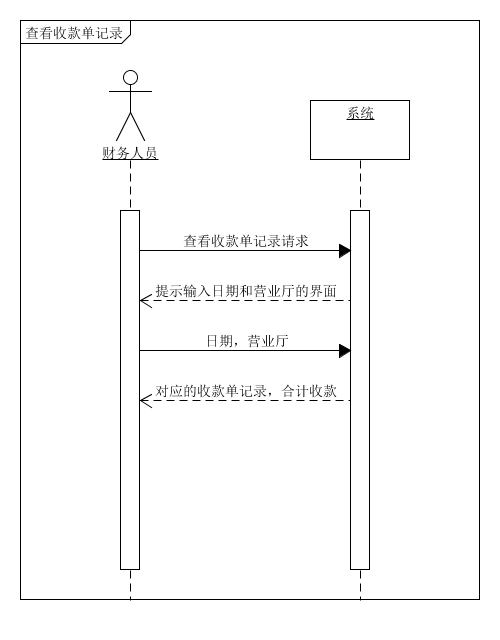 查看收款单记录
财务人员
系统
查看收款单记录请求
提示输入日期和营业厅的界面
日期，营业厅
对应的收款单记录，合计收款